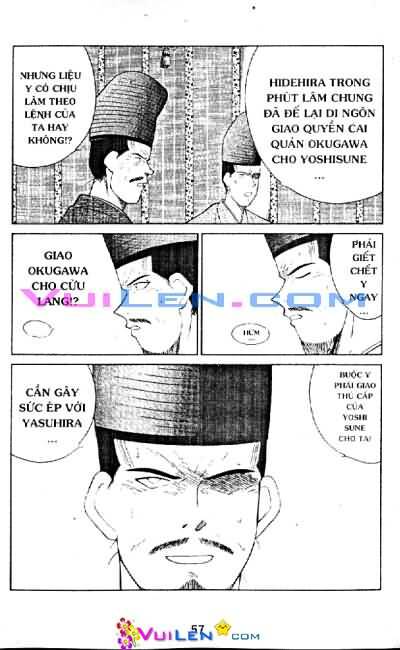 HIDEHIRA TRONG
PHÚT LÂM CHUNG
ĐÃ ĐỂ LẠI DI NGÔN
GIAO QUYỀN CAI
QUẢN OKUGAWA
CHO YOSHISUNE
...
NHƯNG LIỆU
Y CÓ CHỊU
LÀM THEO
LỆNH CỦA
TA HAY
KHÔNG!?
PHẢI
GIẾT
CHẾT
Y
NGAY
...
HƯM
...
GIAO
OKUGAWA
CHO CỬU
LANG!?
VUILEN.COM
BUỘC Y
PHẢI GIAO
THỦ CẤP
CỦA
YOSHI
SUNE
CHO TA!
CẦN GÂY
SỨC ÉP VỚI
YASUHIRA
...
57
VUILEN.COM